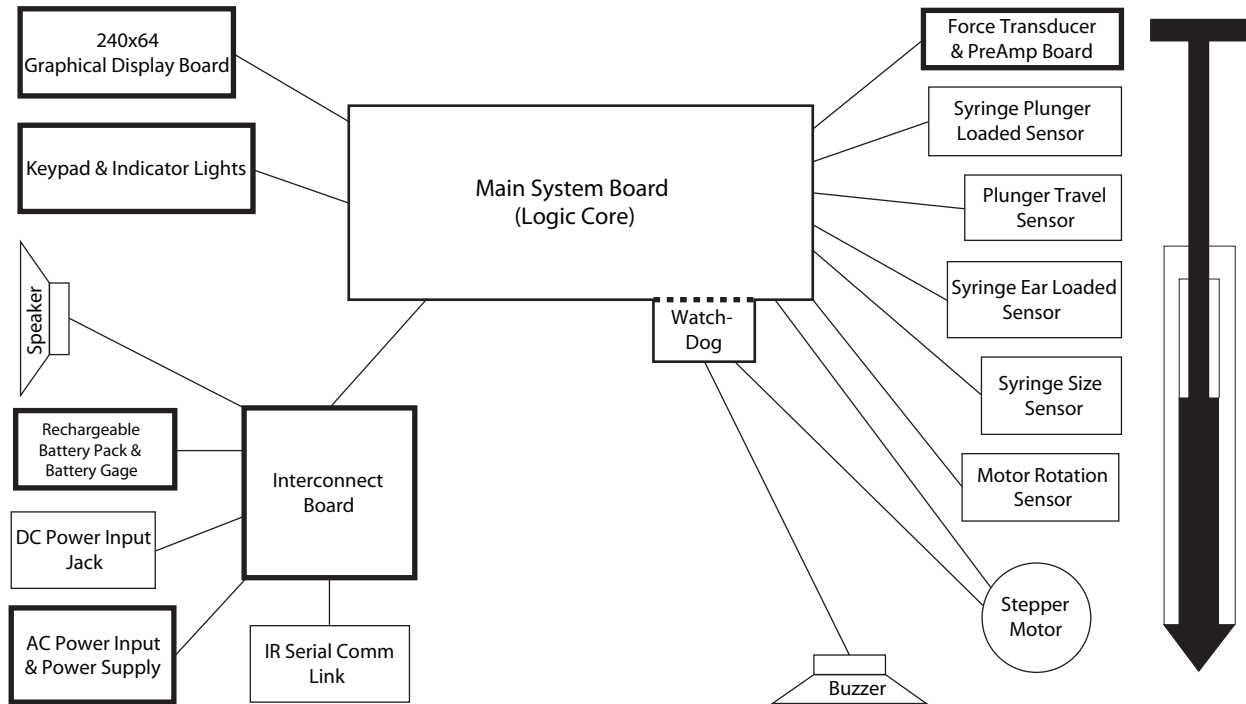 240x64
Graphical Display Board
Keypad & Indicator Lights
Speaker
Rechargeable
Battery Pack &
Battery Gage
DC Power Input
Jack
AC Power Input
& Power Supply
Interconnect
Board
IR Serial Comm
Link
Main System Board
(Logic Core)
Watch-
Dog
Buzzer
Force Transducer
& PreAmp Board
Syringe Plunger
Loaded Sensor
Plunger Travel
Sensor
Syringe Ear Loaded
Sensor
Syringe Size
Sensor
Motor Rotation
Sensor
Stepper
Motor